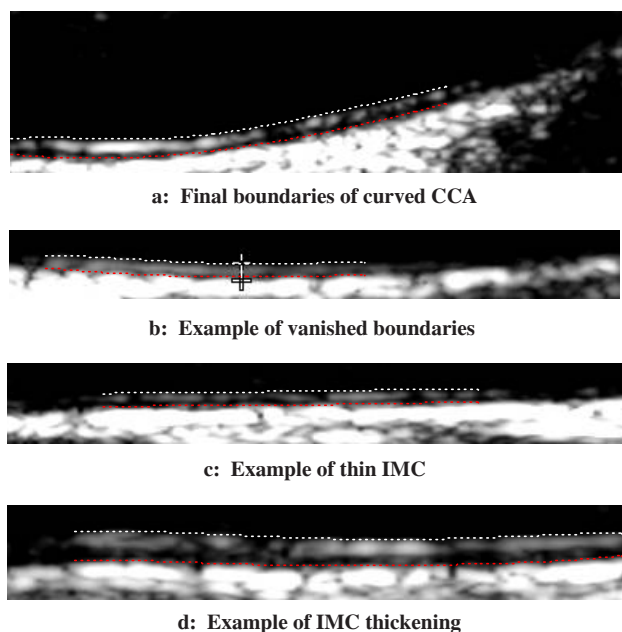 a: Final boundaries of curved CCA
b: Example of vanished boundaries
c: Example of thin IMC
d: Example of IMC thickening